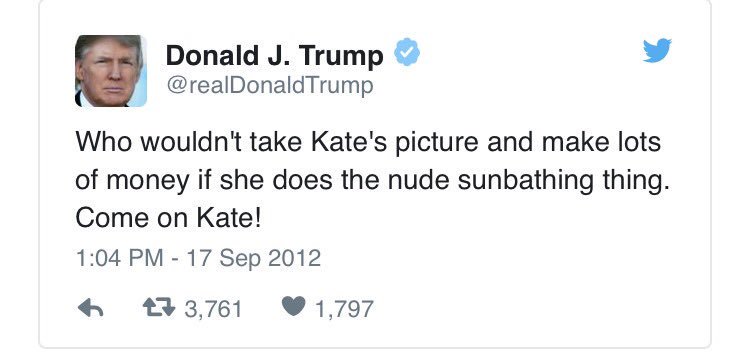 Donald J. Trump
@realDonaldTrump
Who wouldn't take Kate's picture and make lots
of money if she does the nude sunbathing thing.
Come on Kate!
1:04 PM - 17 Sep 2012
3,761 1,797